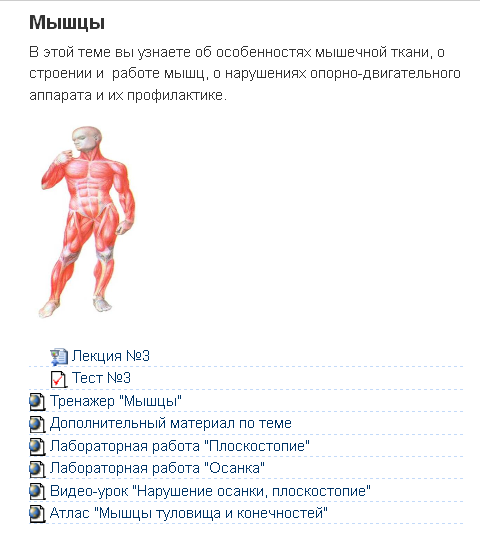 Мышцы
В этой теме вы узнаете об особенностях мышечной ткани, о
строении и работе мышц, о нарушениях опорно-двигательного
аппарата и их профилактике.
Лекция №3
Тест №3
Тренажер "Мышцы"
Дополнительный материал по теме
Лабораторная работа "Плоскостопие"
Лабораторная работа "Осанка"
Видео-урок "Нарушение осанки, плоскостопие"
Атлас "Мышцы туловища и конечностей"